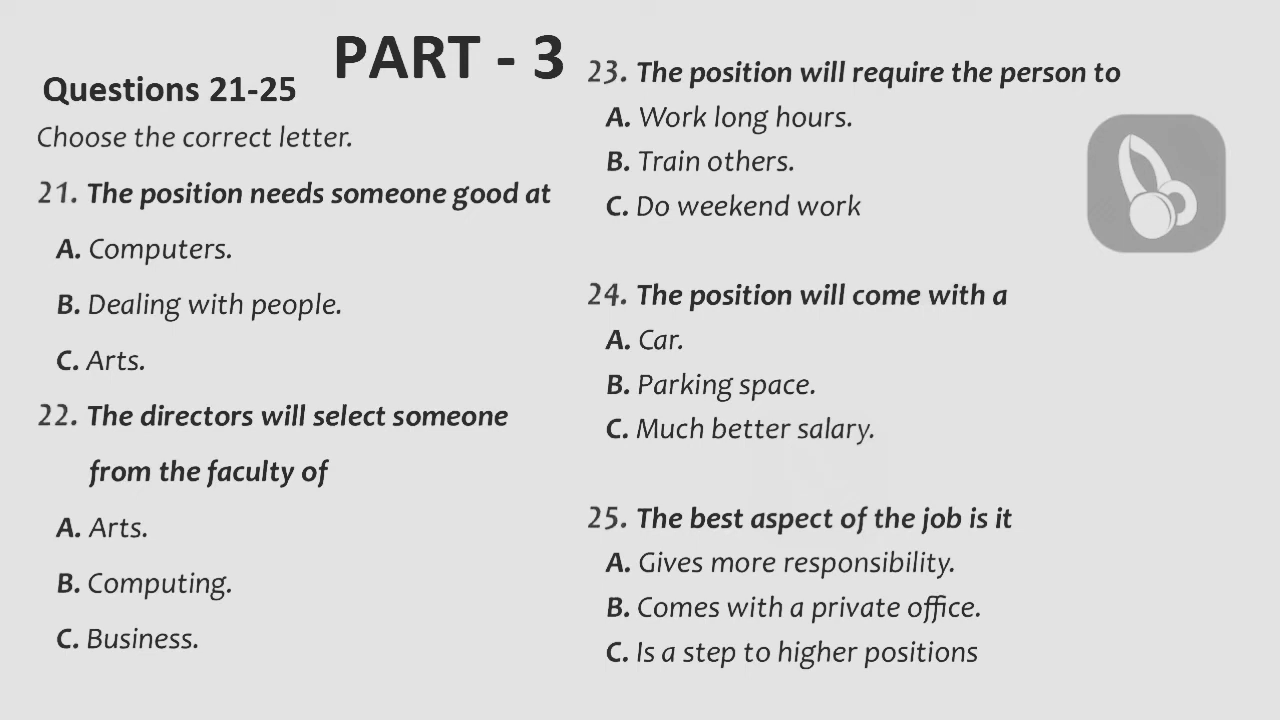 PART - 3
Questions 21-25
Choose the correct letter.
21. The position needs someone good at
A. Computers.
B. Dealing with people.
C. Arts.
22. The directors will select someone
from the faculty of
A. Arts.
B. Computing.
C. Business.
23. The position will require the person to
A. Work long hours.
B. Train others.
C. Do weekend work
24. The position will come with a
A. Car.
B. Parking space.
C. Much better salary.
25. The best aspect of the job is it
A. Gives more responsibility.
B. Comes with a private office.
C. Is a step to higher positions